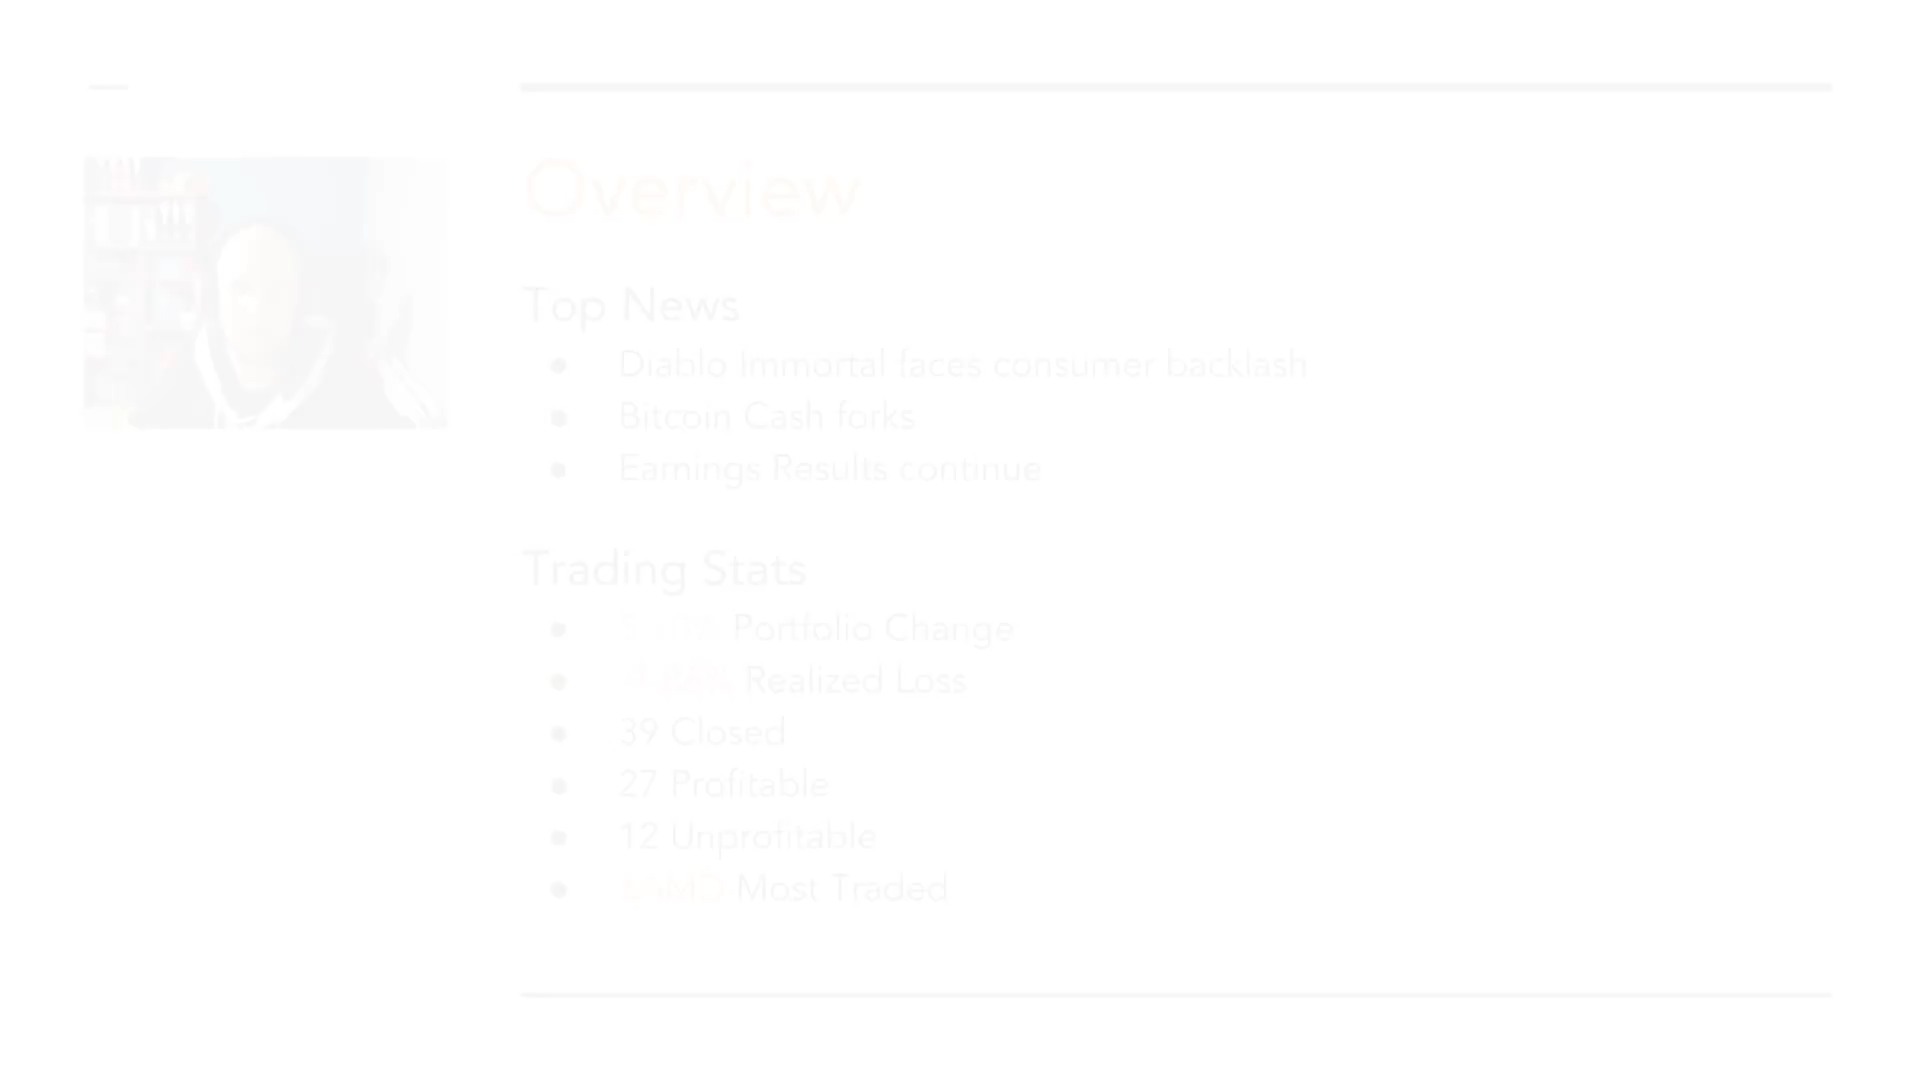 Overview
Top News
Diablo Immortal faces consumer backlash
Bitcoin Cash forks
Earnings Results continue
Trading Stats
Portfolio Change
Realized Loss
39 Closed
27 Profitable
12 Unprofitable
Most Traded